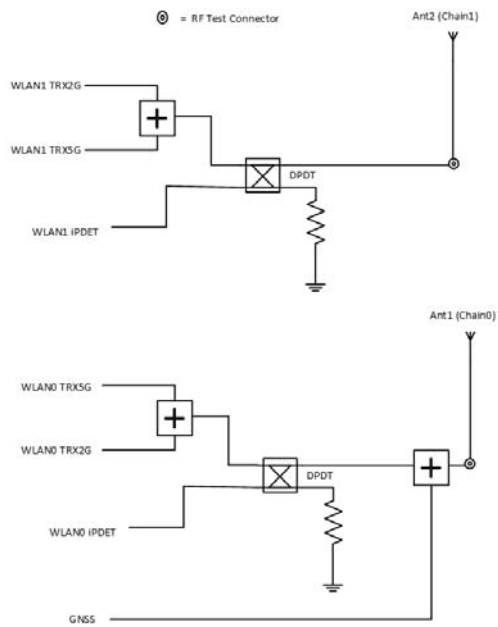 = RF Test Connector
Ant2 (Chain1)
WLAN1 TRX2G
WLAN1 TRX5G
DPDT
WLAN1 iPDET
Ant1 (Chain0)
WLAN0 TRX5G
WLAN0 TRX2G
DPDT
WLAN0 iPDET
GNSS